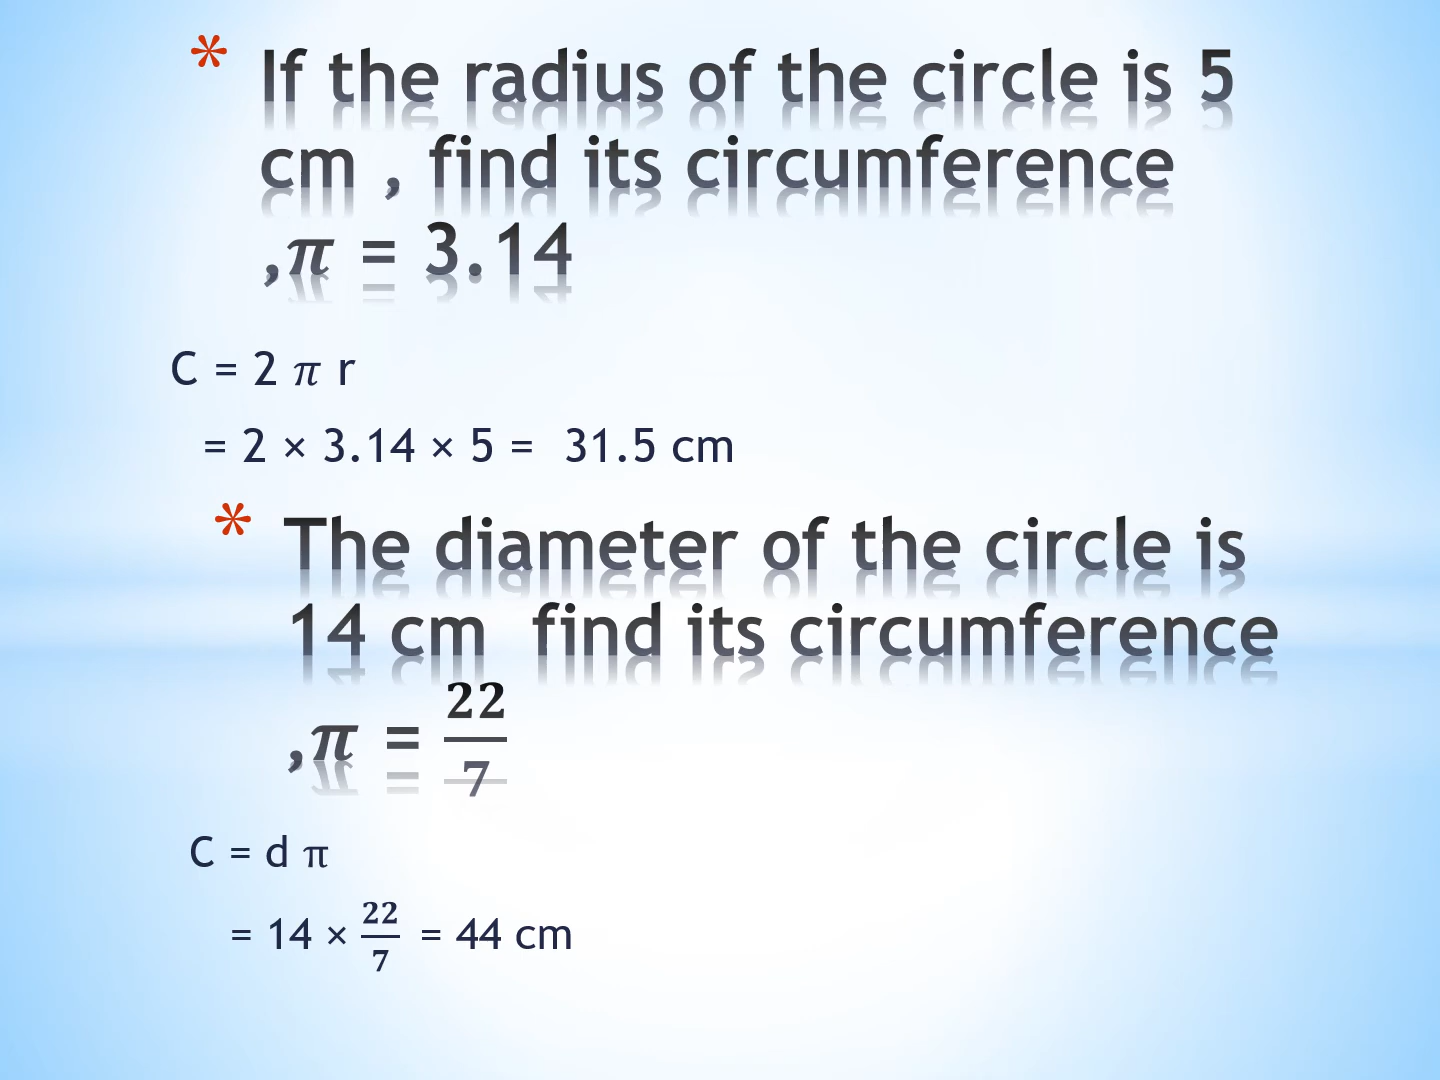 * If the radius of the circle is 5
cm , find its circumference
,𝝅 = 3.14
C = 2 𝜋 r
= 2 × 3.14 × 5 = 31.5 cm
* The diameter of the circle is
14 cm find its circumference
,𝝅 = 22/7
C = d π
= 14 × 22/7 = 44 cm